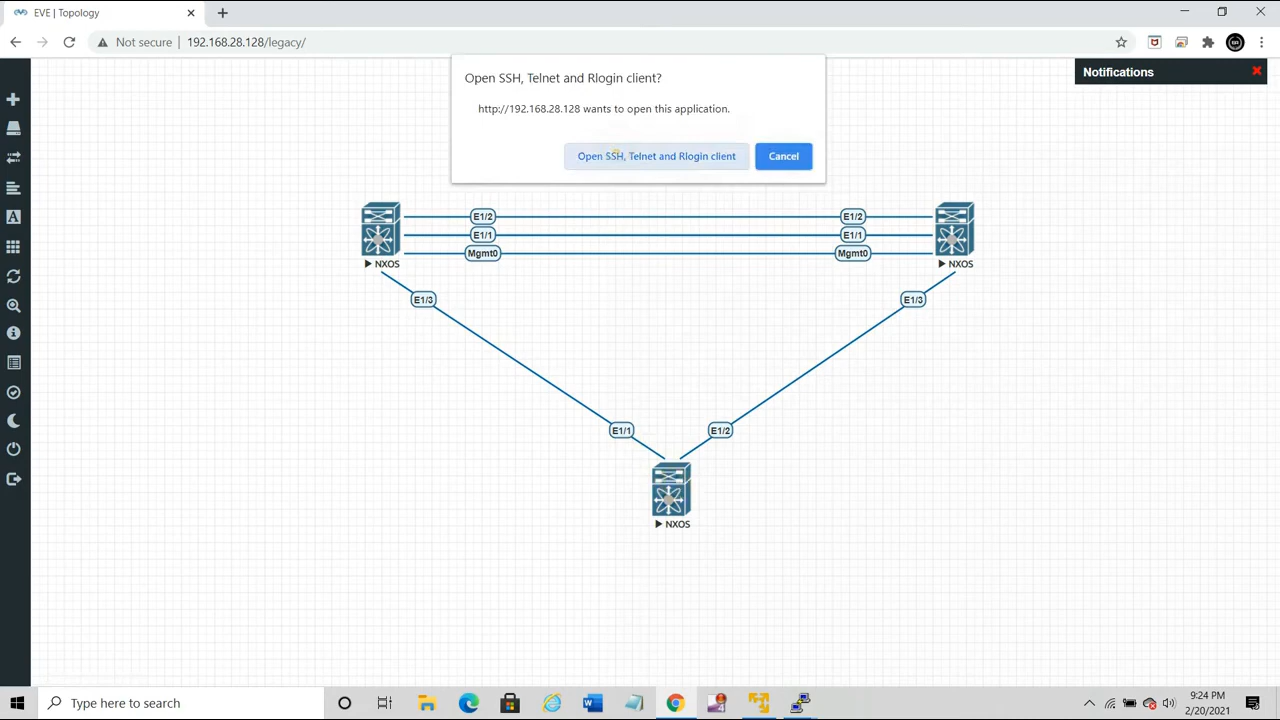 EVE | Topology
Not secure | 192.168.28.128/legacy/
Notifications
Open SSH, Telnet and Rlogin client?
http://192.168.28.128 wants to open this application.
Open SSH, Telnet and Rlogin client
Cancel
E1/2
E1/2
E1/1
E1/1
Mgmt0
Mgmt0
NXOS
NXOS
E1/3
E1/3
E1/1
E1/2
NXOS
Type here to search
9:24 PM
2/20/2021